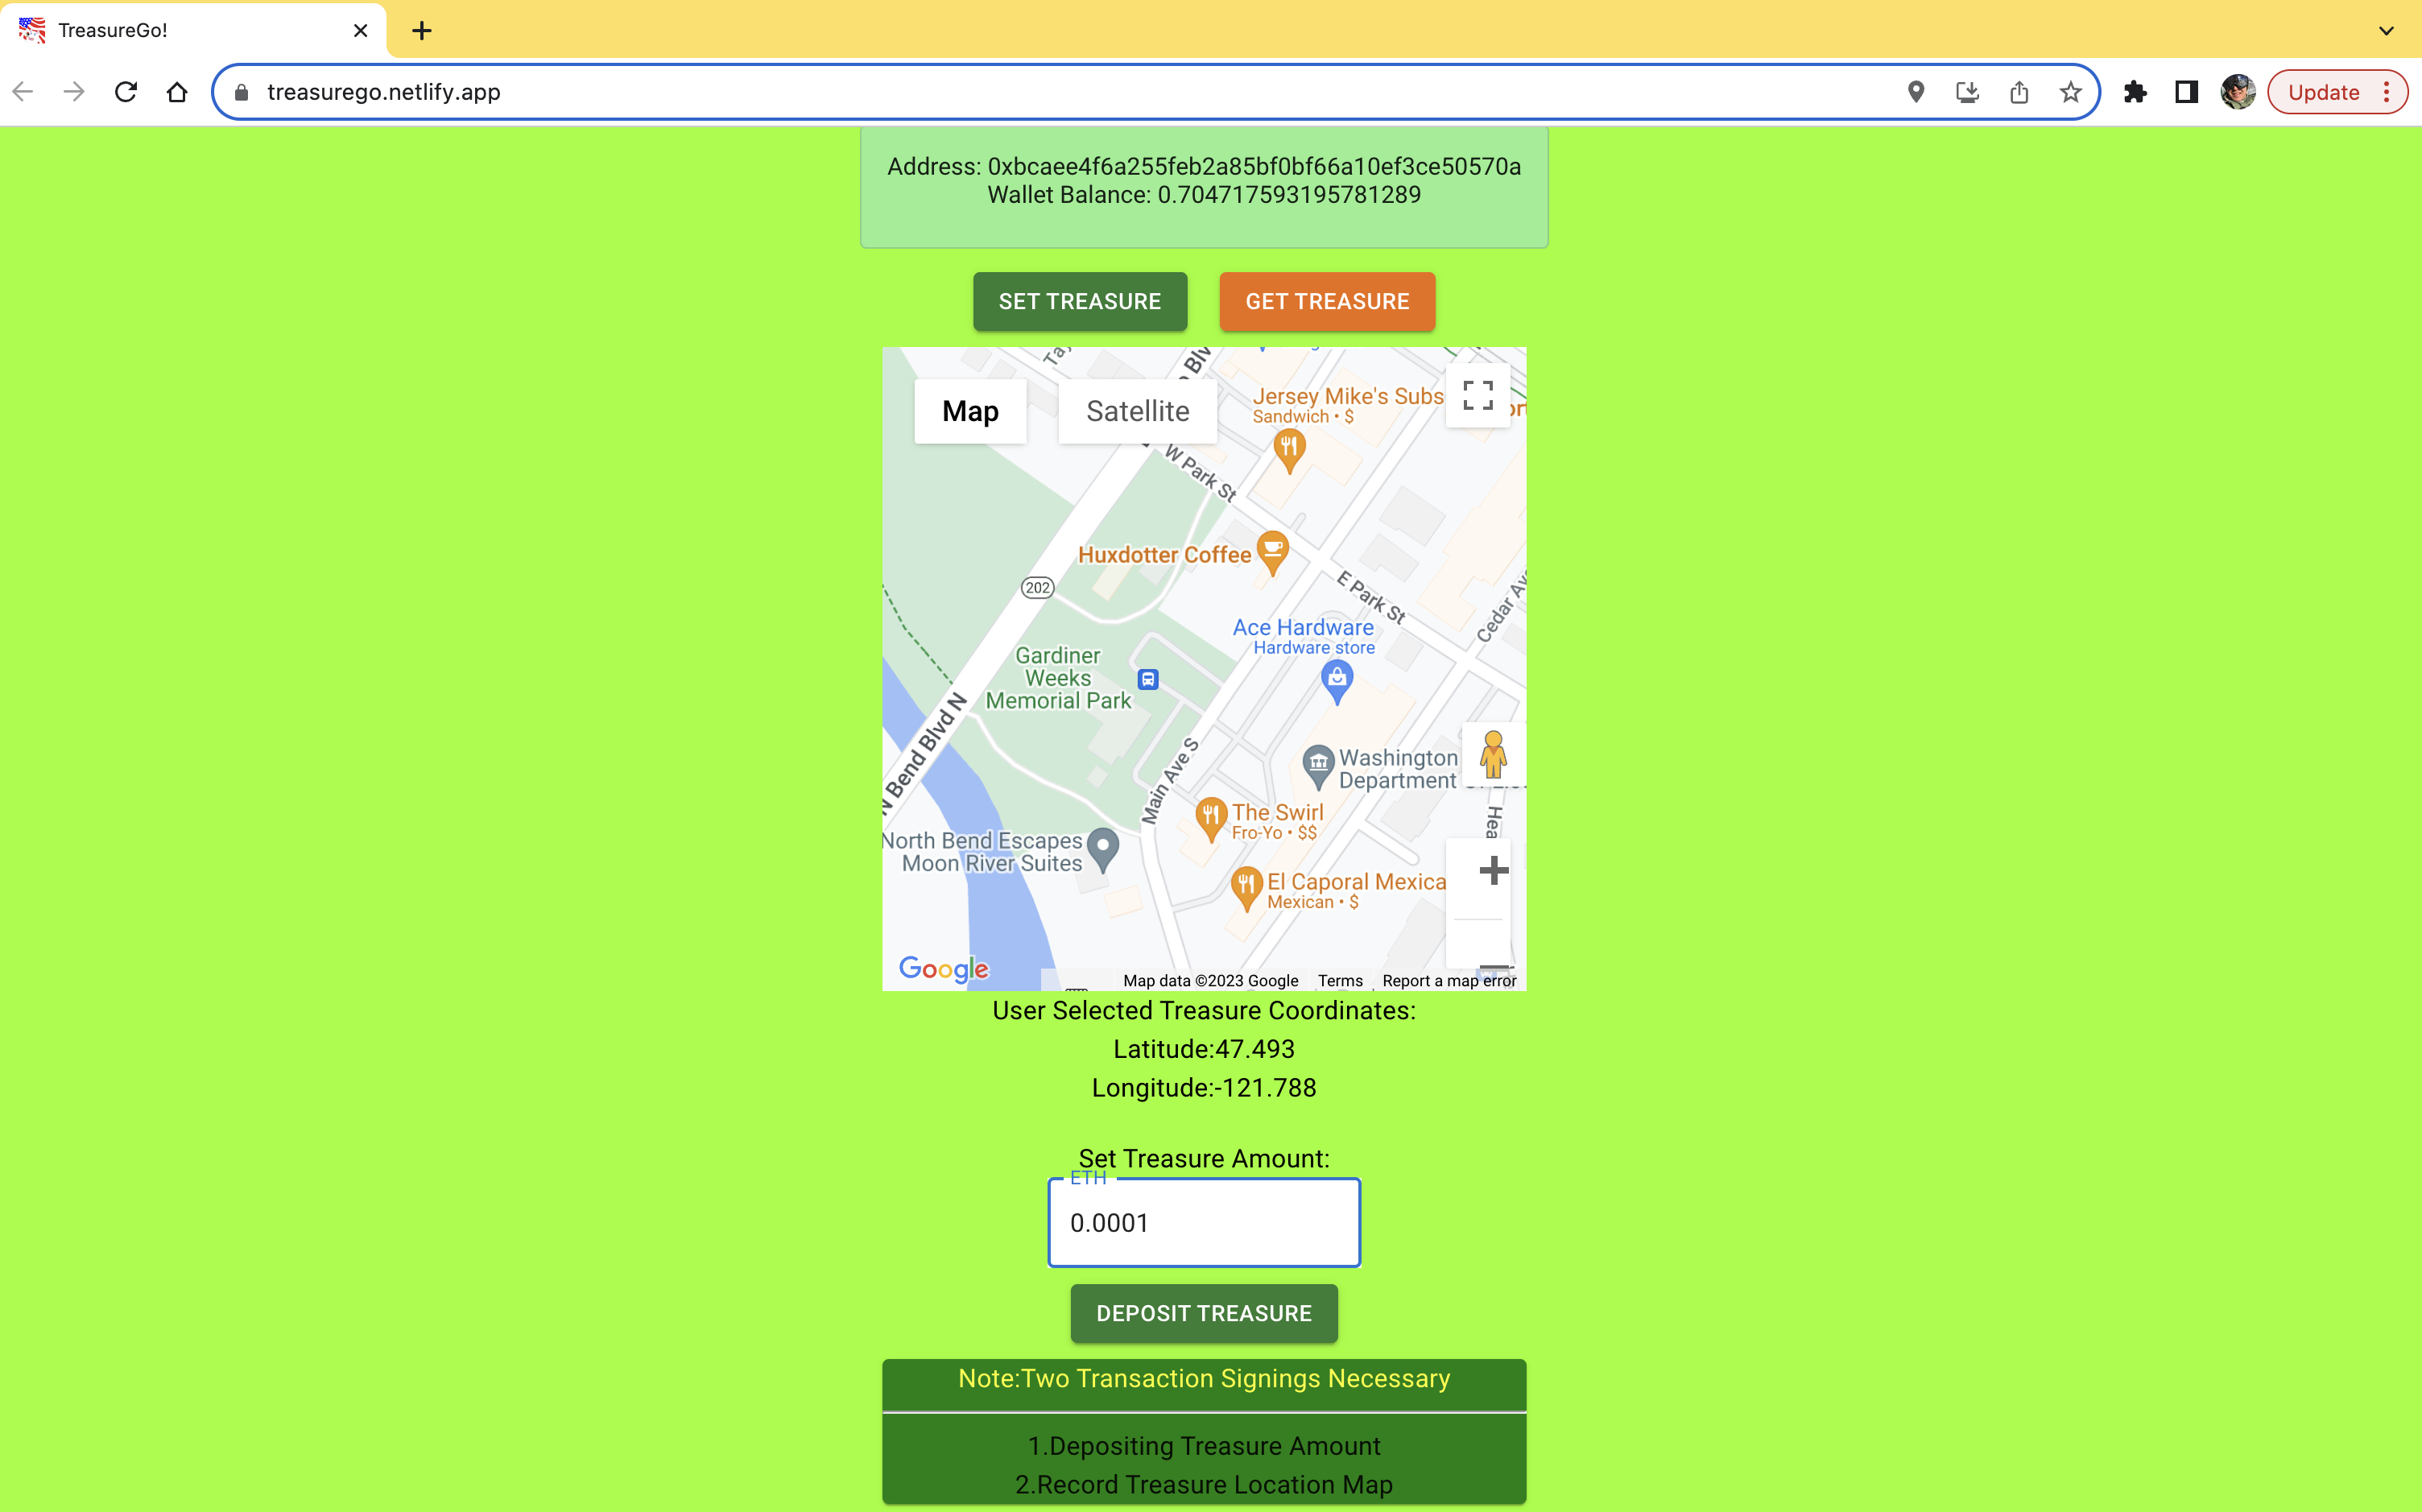 TreasureGo!
treasurego.netlify.app
Update
Address: 0xbcaee4f6a255feb2a85bf0bf66a10ef3ce50570a
Wallet Balance: 0.704717593195781289
SET TREASURE
GET TREASURE
Map
Satellite
Jersey Mike's Subs
Sandwich • $
W Park St
Huxdotter Coffee
202
E Park St
Cedar Av
Ace Hardware
Hardware store
Gardiner
Weeks
Memorial Park
N Bend Blvd N
Main Ave S
Washington
Department
The Swirl
Fro-Yo • $$
Hea
North Bend Escapes
Moon River Suites
El Caporal Mexica
Mexican • $
Google
Map data ©2023 Google
Terms
Report a map error
User Selected Treasure Coordinates:
Latitude:47.493
Longitude:-121.788
Set Treasure Amount:
ETH
0.0001
DEPOSIT TREASURE
Note:Two Transaction Signings Necessary
1.Depositing Treasure Amount
2.Record Treasure Location Map